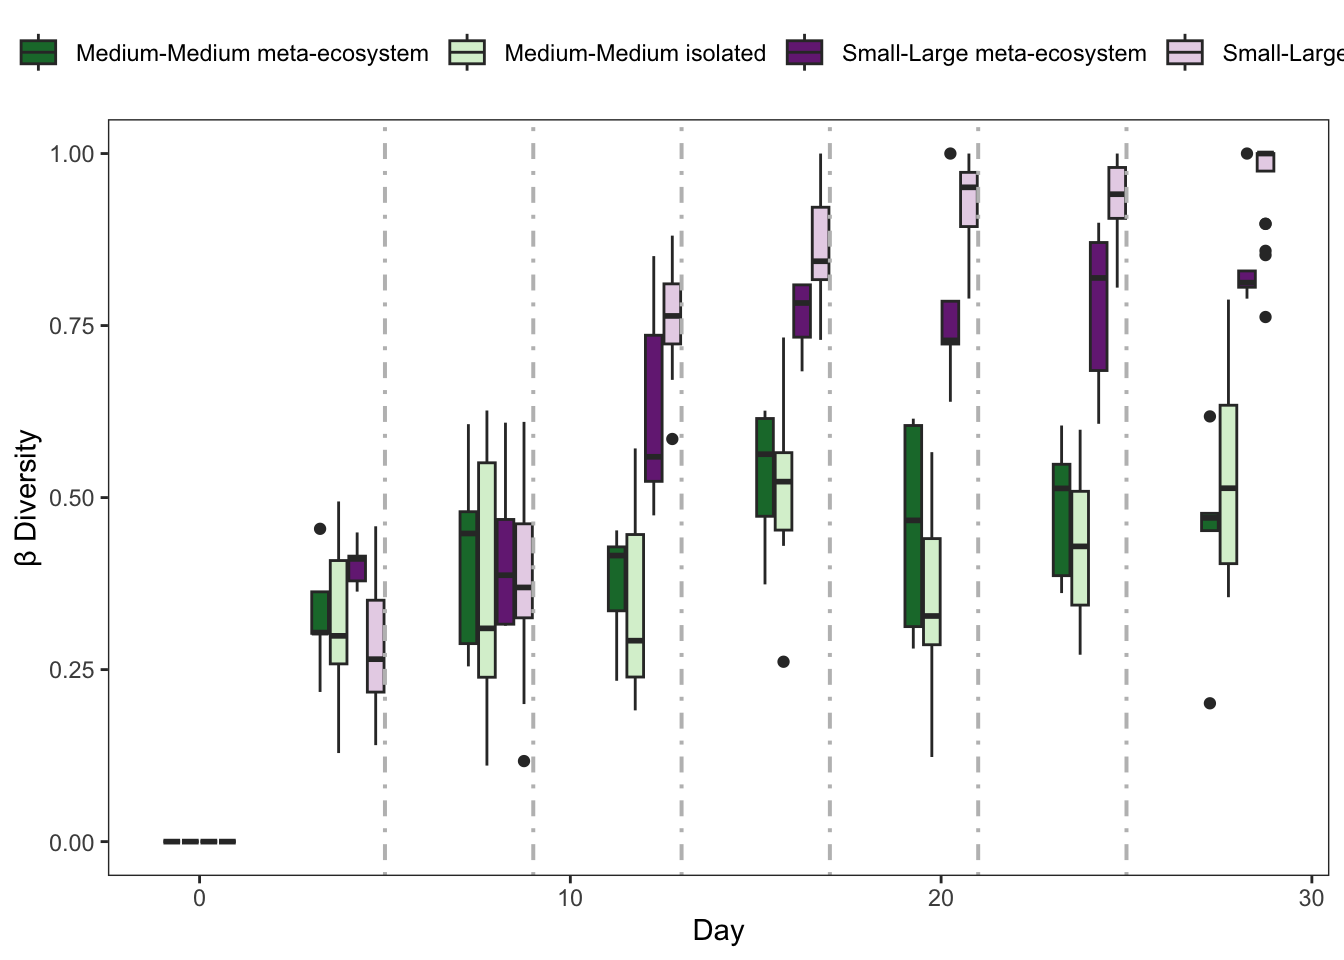 Medium-Medium meta-ecosystem Medium-Medium isolated Small-Large meta-ecosystem Small-Large
1.00
0.75
0.50
0.25
0.00
β Diversity
0 10 20 30
Day